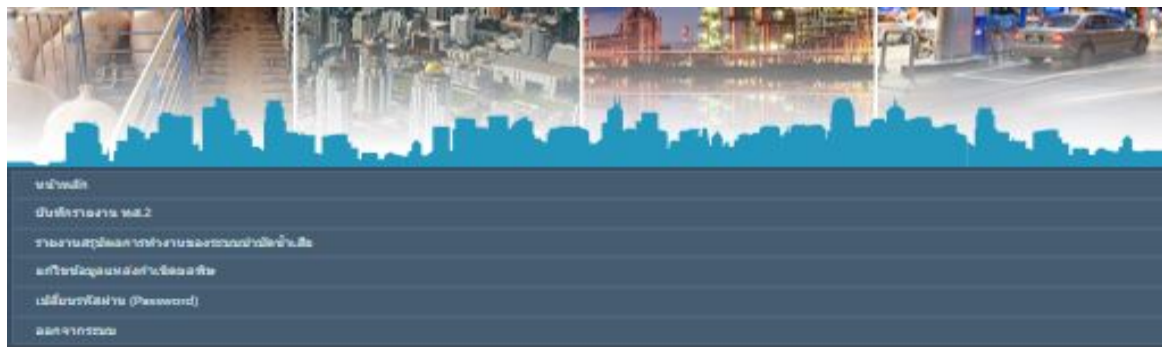 หน้าหลัก
บันทึกรายงาน ทส.2
รายงานสรุปผลการทำงานของระบบบำบัดน้ำเสีย
แก้ไขข้อมูลแหล่งกำเนิดมลพิษ
เปลี่ยนรหัสผ่าน (Password)
ออกจากระบบ